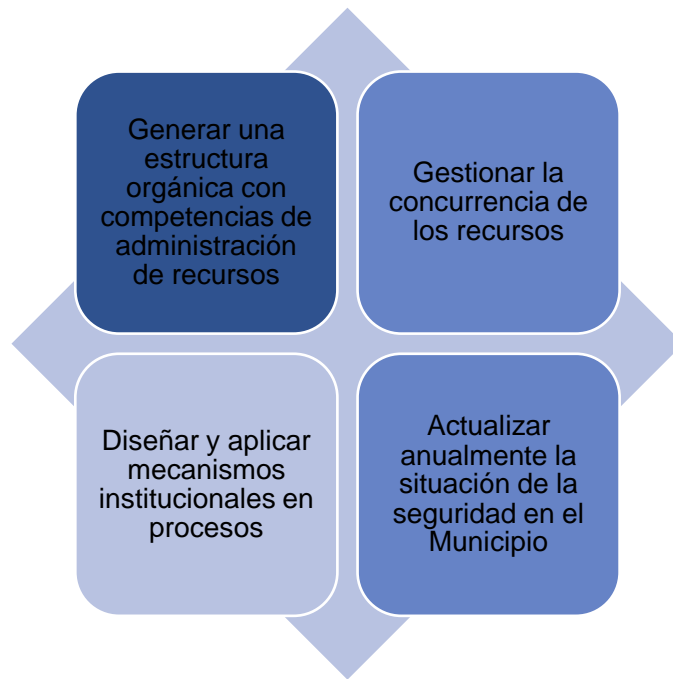 Generar una
estructura
orgánica con
competencias de
administración
de recursos
Gestionar la
concurrencia de
los recursos
Diseñar y aplicar
mecanismos
institucionales en
procesos
Actualizar
anualmente la
situación de la
seguridad en el
Municipio